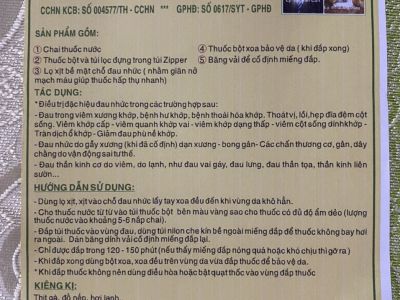 CCHN KCB: SỐ 004577/TH - CCHN *** GPHĐ: SỐ 0617/SYT - GPHĐ
SẢN PHẨM GỒM:
① Chai thuốc nước
② Thuốc bột và túi lọc đựng trong túi Zipper
③ Lọ xịt bề mặt chỗ đau nhức ( nhằm giãn nở
mạch máu giúp thuốc hấp thụ nhanh)
④ Thuốc bột xoa bảo vệ da ( khi đắp xong)
⑤ Băng vải để cố định miếng đắp.
TÁC DỤNG:
* Điều trị đặc hiệu đau nhức trong các trường hợp sau:
- Đau trong viêm xương khớp, bệnh hư khớp, bệnh thoái hóa khớp. Thoát vị, lồi, hẹp đĩa đệm cột
sống. Viêm khớp cấp - viêm quanh khớp vai - viêm khớp dạng thấp - viêm cột sống dính khớp -
Tràn dịch ổ khớp - Giảm đau phù nề khớp.
- Đau nhức do gẫy xương (khi đã cố định) dạn xương - bong gân- Các chấn thương cơ, gân, dây
chằng do vận động sai tư thế.
- Đau thần kinh cơ do viêm, do lạnh, như đau vai gáy, đau lưng, đau thần tọa, thần kinh liên
sườn...
HƯỚNG DẪN SỬ DỤNG:
- Dùng lọ xịt, xịt vào chỗ đau nhức lấy tay xoa đều đến khi vùng da khô hẳn.
- Cho thuốc nước từ từ vào túi thuốc bột bên màu vàng sao cho thuốc có đủ độ ẩm dẻo (lượng
thuốc nước vào khoảng 5-6 nắp chai).
- Đắp túi thuốc vào vùng đau, dùng túi nilon che kín bề ngoài miếng đắp để thuốc không bay hơi
ra ngoài. Dán băng dính vải cố định miếng đắp lại.
- Chỉ được đắp trong 120 - 150 phút (nếu thấy miếng đắp nóng quá hoặc khó chịu thì gỡ ra )
- Khi đắp xong dùng bột xoa, xoa đều trên vùng da vừa đắp thuốc để bảo vệ da.
* Khi đắp thuốc không nên dùng điều hòa hoặc bật quạt thốc vào vùng đắp thuốc
KIÊNG KỊ:
Thịt gà, đồ nếp, hơi lạnh.